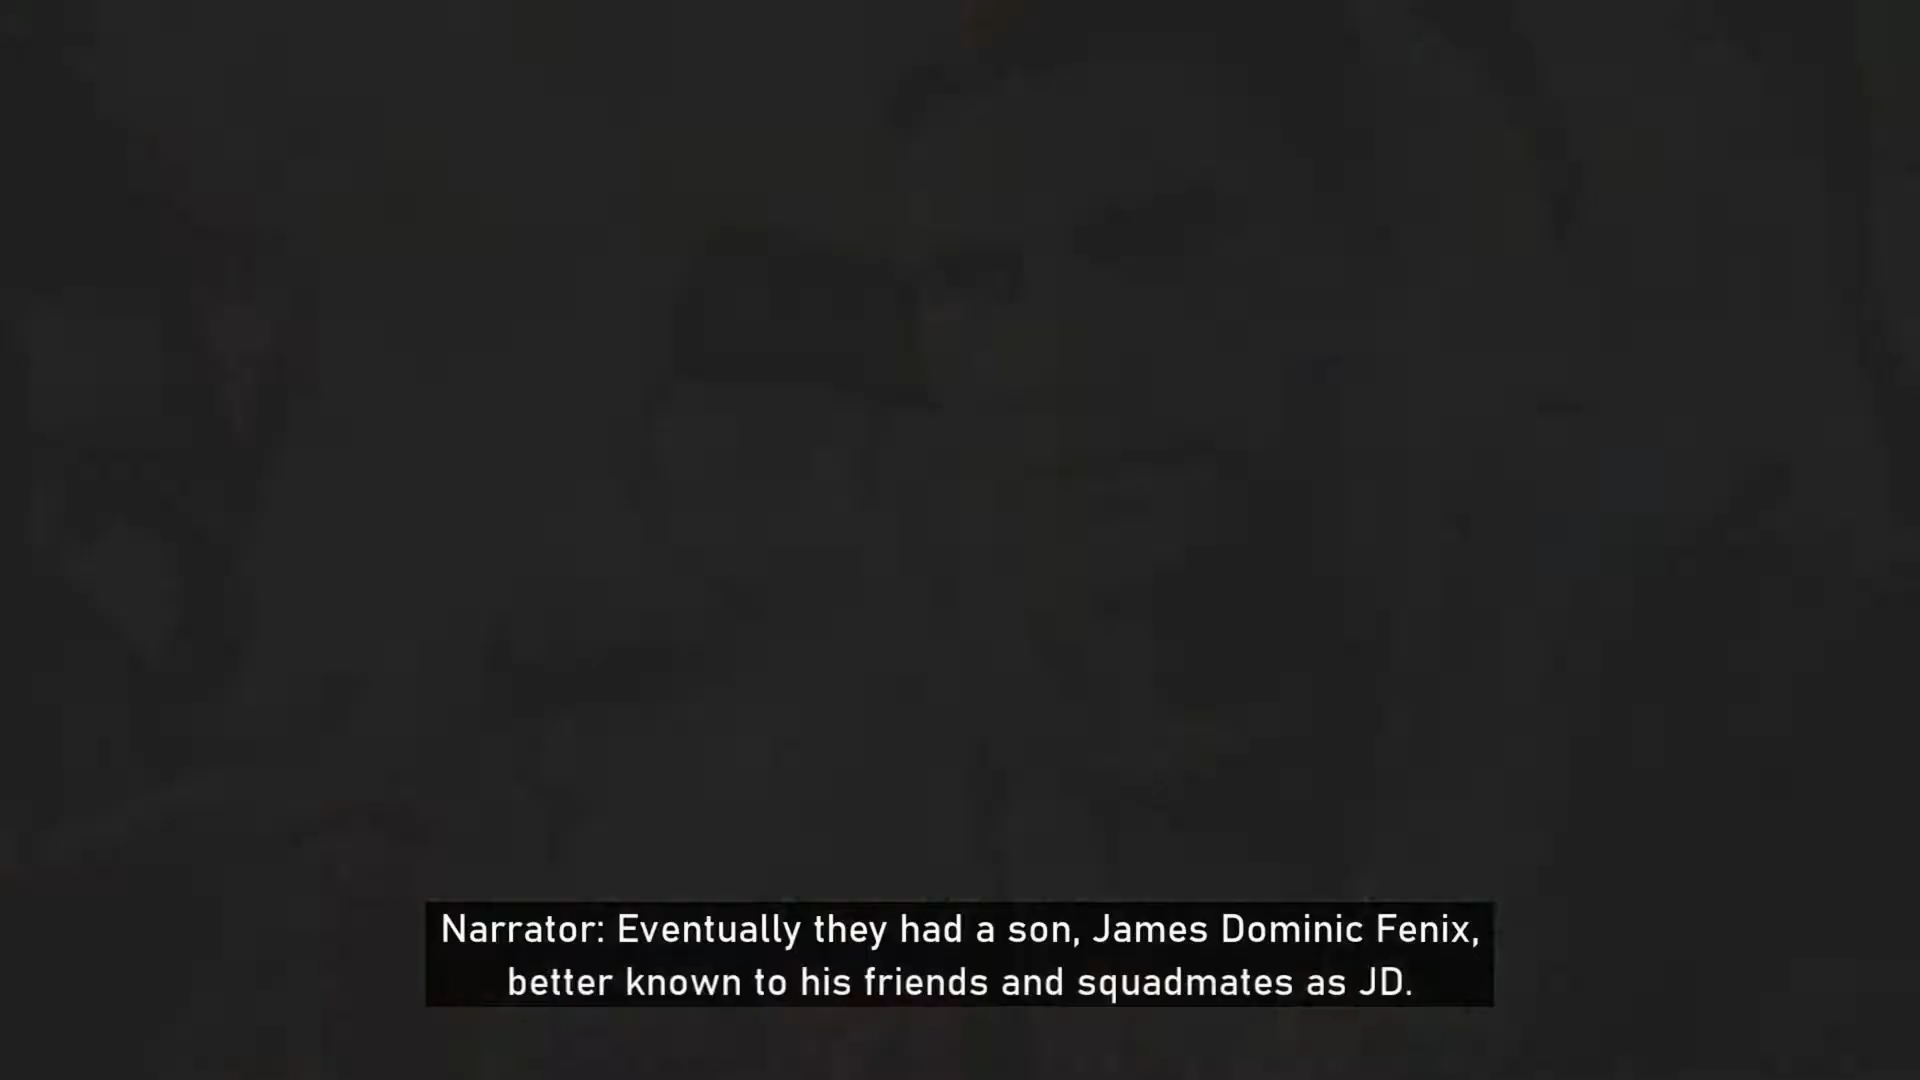 Narrator: Eventually they had a son, James Dominic Fenix,
better known to his friends and squadmates as JD.